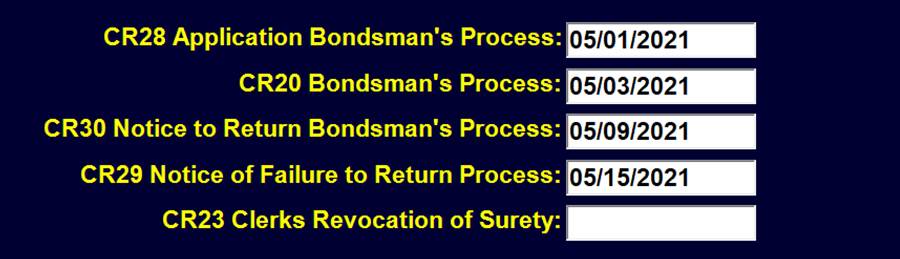 CR28 Application Bondsman's Process: 05/01/2021
CR20 Bondsman's Process: 05/03/2021
CR30 Notice to Return Bondsman's Process: 05/09/2021
CR29 Notice of Failure to Return Process: 05/15/2021
CR23 Clerks Revocation of Surety: